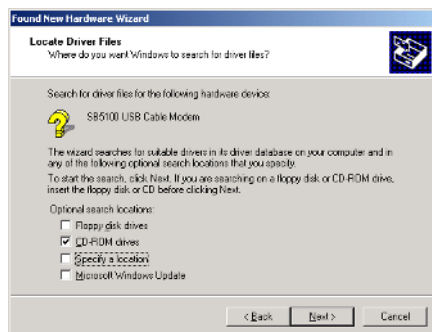 Found New Hardware Wizard
Locate Driver Files
Where do you want Windows to search for driver files?
Search for driver files for the following hardware device:
SB5100 USB Cable Modem
The wizard searches for suitable drivers in its driver database on your computer and in
any of the following optional search locations that you specify.
To start the search, click Next. If you are searching on a floppy disk or CD-ROM drive,
insert the floppy disk or CD before clicking Next.
Optional search locations:
Floppy disk drives
CD-ROM drives
Specify a location
Microsoft Windows Update
< Back Next > Cancel